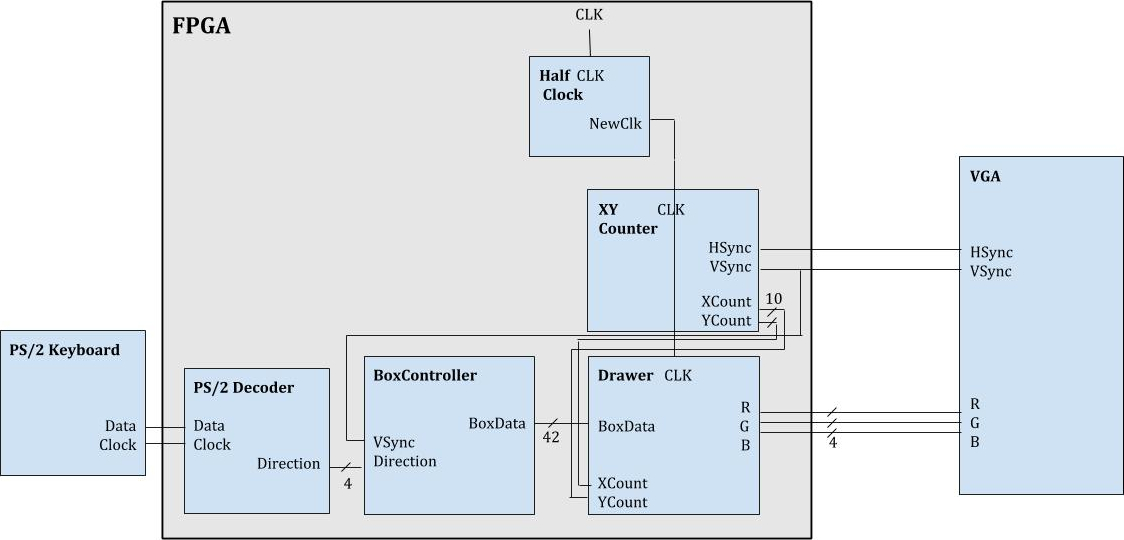 FPGA
CLK
Half CLK
Clock
NewClk
XY CLK
Counter
HSync
VSync
XCount
YCount
10
VGA
HSync
VSync
R
G
B
PS/2 Keyboard
Data
Clock
PS/2 Decoder
Data
Clock
Direction
4
BoxController
BoxData
VSync
Direction
42
Drawer CLK
BoxData
XCount
YCount
R
G
B
4